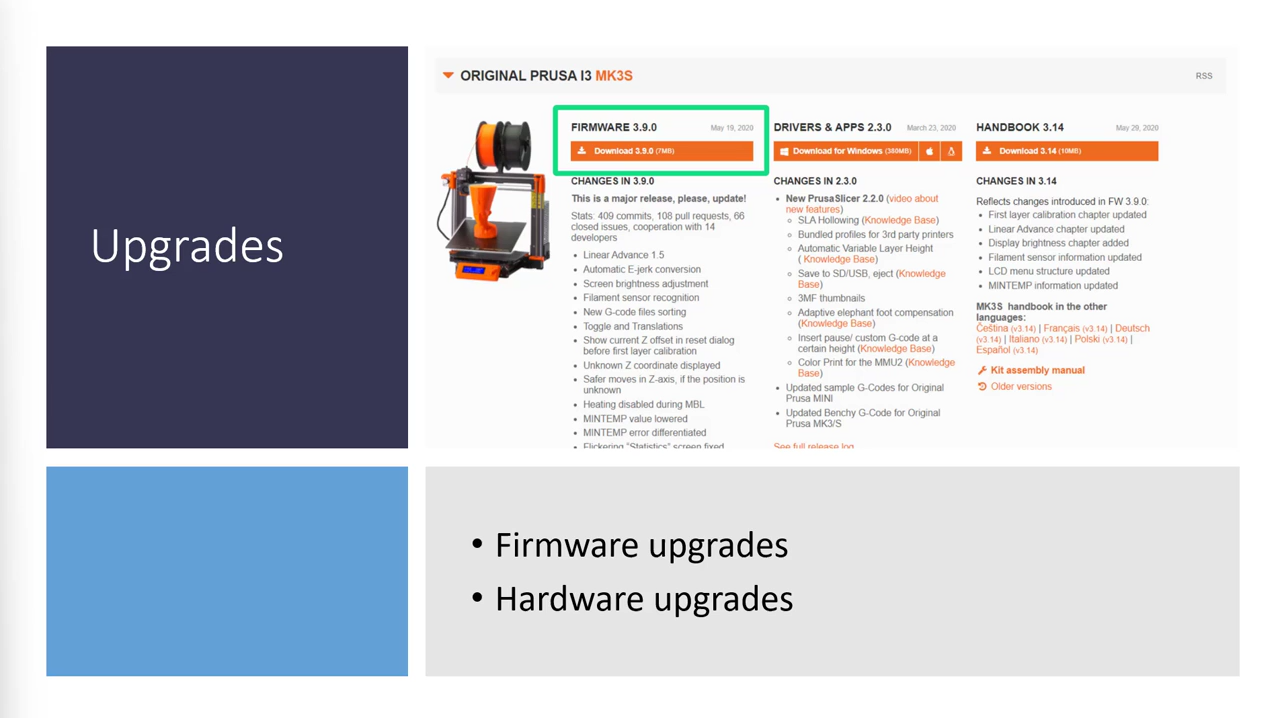 Upgrades
ORIGINAL PRUSA I3 MK3S
RSS
FIRMWARE 3.9.0
May 19, 2020
Download 3.9.0 (7MB)
CHANGES IN 3.9.0
This is a major release, please, update!
Stats: 409 commits, 108 pull requests, 66
closed issues, cooperation with 14
developers
• Linear Advance 1.5
• Automatic E-jerk conversion
• Screen brightness adjustment
• Filament sensor recognition
• New G-code files sorting
• Toggle and Translations
• Show current Z offset in reset dialog
before first layer calibration
• Unknown Z coordinate displayed
• Safer moves in Z-axis, if the position is
unknown
• Heating disabled during MBL
• MINTEMP value lowered
• MINTEMP error differentiated
• Flickering "Statistics" screen fixed
DRIVERS & APPS 2.3.0
March 23, 2020
Download for Windows (380MB)
CHANGES IN 2.3.0
• New PrusaSlicer 2.2.0 (video about
new features)
○ SLA Hollowing (Knowledge Base)
○ Bundled profiles for 3rd party printers
○ Automatic Variable Layer Height
( Knowledge Base)
○ Save to SD/USB, eject (Knowledge
Base)
○ 3MF thumbnails
○ Adaptive elephant foot compensation
(Knowledge Base)
○ Insert pause/ custom G-code at a
certain height (Knowledge Base)
○ Color Print for the MMU2 (Knowledge
Base)
• Updated sample G-Codes for Original
Prusa MINI
• Updated Benchy G-Code for Original
Prusa MK3/S
See full release log
HANDBOOK 3.14
May 29, 2020
Download 3.14 (10MB)
CHANGES IN 3.14
Reflects changes introduced in FW 3.9.0:
• First layer calibration chapter updated
• Linear Advance chapter updated
• Display brightness chapter added
• Filament sensor information updated
• LCD menu structure updated
• MINTEMP information updated
MK3S handbook in the other
languages:
Čeština (v3.14) | Français (v3.14) | Deutsch
(v3.14) | Italiano (v3.14) | Polski (v3.14) |
Español (v3.14)
Kit assembly manual
Older versions
• Firmware upgrades
• Hardware upgrades